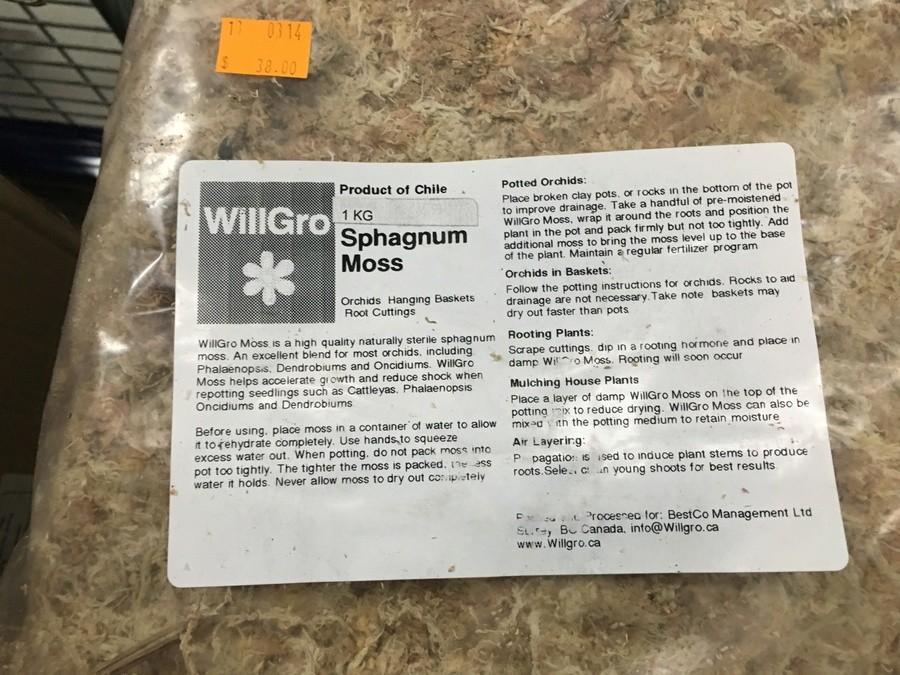 17 0314
$ 38.00
WillGro
Product of Chile
1 KG
Sphagnum
Moss
Orchids Hanging Baskets
Root Cuttings
WillGro Moss is a high quality naturally sterile sphagnum
moss. An excellent blend for most orchids, including
Phalaenopsis, Dendrobiums and Oncidiums. WillGro
Moss helps accelerate growth and reduce shock when
repotting seedlings such as Cattleyas, Phalaenopsis
Oncidiums and Dendrobiums
Before using, place moss in a container of water to allow
it to rehydrate completely. Use hands to squeeze
excess water out. When potting, do not pack moss into
pot too tightly. The tighter the moss is packed, the less
water it holds. Never allow moss to dry out completely
Potted Orchids:
Place broken clay pots, or rocks in the bottom of the pot
to improve drainage. Take a handful of pre-moistened
WillGro Moss, wrap it around the roots and position the
plant in the pot and pack firmly but not too tightly. Add
additional moss to bring the moss level up to the base
of the plant. Maintain a regular fertilizer program
Orchids in Baskets:
Follow the potting instructions for orchids. Rocks to aid
drainage are not necessary. Take note baskets may
dry out faster than pots
Rooting Plants:
Scrape cuttings, dip in a rooting hormone and place in
damp WillGro Moss. Rooting will soon occur
Mulching House Plants
Place a layer of damp WillGro Moss on the top of the
potting mix to reduce drying. WillGro Moss can also be
mixed with the potting medium to retain moisture
Air Layering:
Propagation is used to induce plant stems to produce
roots. Select on young shoots for best results
Processed for: BestCo Management Ltd
Surrey BC Canada, info@Willgro.ca
www.Willgro.ca